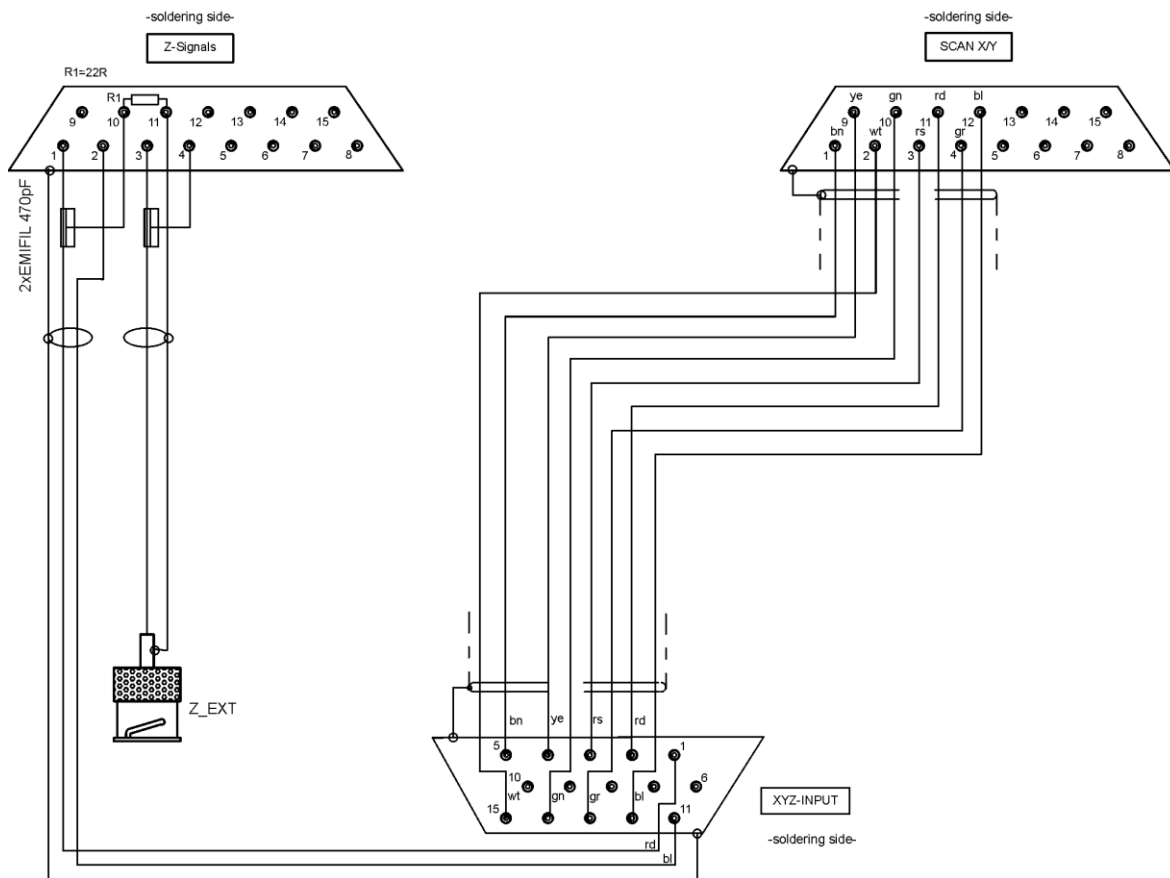 -soldering side-
Z-Signals
R1=22R
R1
9
10
11
12
13
14
15
1
2
3
4
5
6
7
8
2xEMIFIL 470pF
Z_EXT
-soldering side-
SCAN X/Y
ye
gn
rd
bl
9
10
11
12
13
14
15
bn
wt
rs
gr
1
2
3
4
5
6
7
8
bn
ye
rs
rd
5
1
10
6
wt
gn
gr
bl
15
11
rd
bl
XYZ-INPUT
-soldering side-